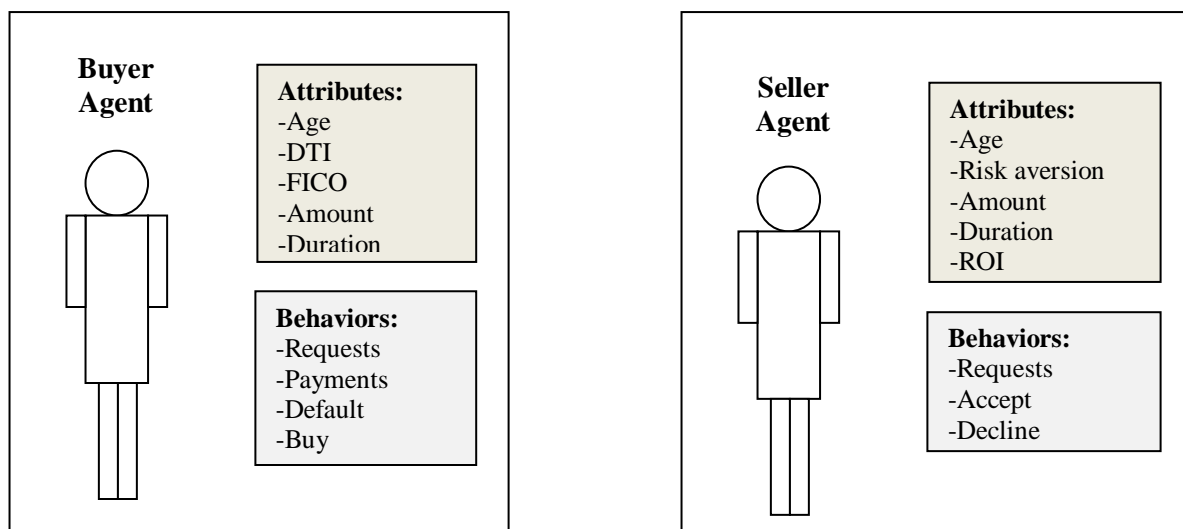 Buyer
Agent
Attributes:
-Age
-DTI
-FICO
-Amount
-Duration
Behaviors:
-Requests
-Payments
-Default
-Buy
Seller
Agent
Attributes:
-Age
-Risk aversion
-Amount
-Duration
-ROI
Behaviors:
-Requests
-Accept
-Decline